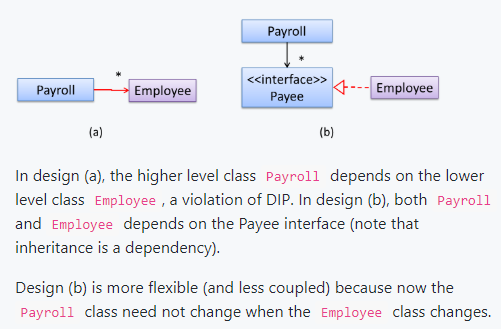 Payroll
*
Payroll
Employee
<<interface>>
Payee
*
Employee
(a)
(b)
In design (a), the higher level class Payroll depends on the lower
level class Employee , a violation of DIP. In design (b), both Payroll
and Employee depends on the Payee interface (note that
inheritance is a dependency).
Design (b) is more flexible (and less coupled) because now the
Payroll class need not change when the Employee class changes.